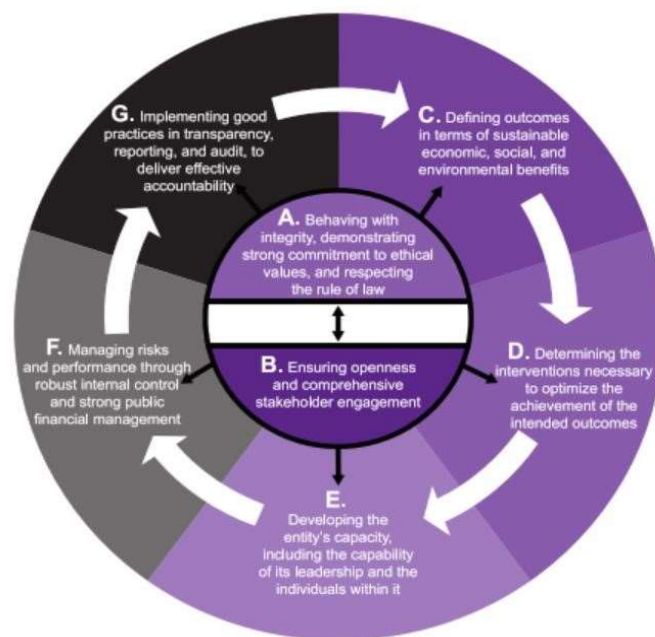 G. Implementing good
practices in transparency,
reporting, and audit, to
deliver effective
accountability
C. Defining outcomes
in terms of sustainable
economic, social, and
environmental benefits
A. Behaving with
integrity, demonstrating
strong commitment to ethical
values, and respecting
the rule of law
B. Ensuring openness
and comprehensive
stakeholder engagement
D. Determining the
interventions necessary
to optimize the
achievement of the
intended outcomes
E.
Developing the
entity's capacity,
including the capability
of its leadership and the
individuals within it
F. Managing risks
and performance through
robust internal control
and strong public
financial management